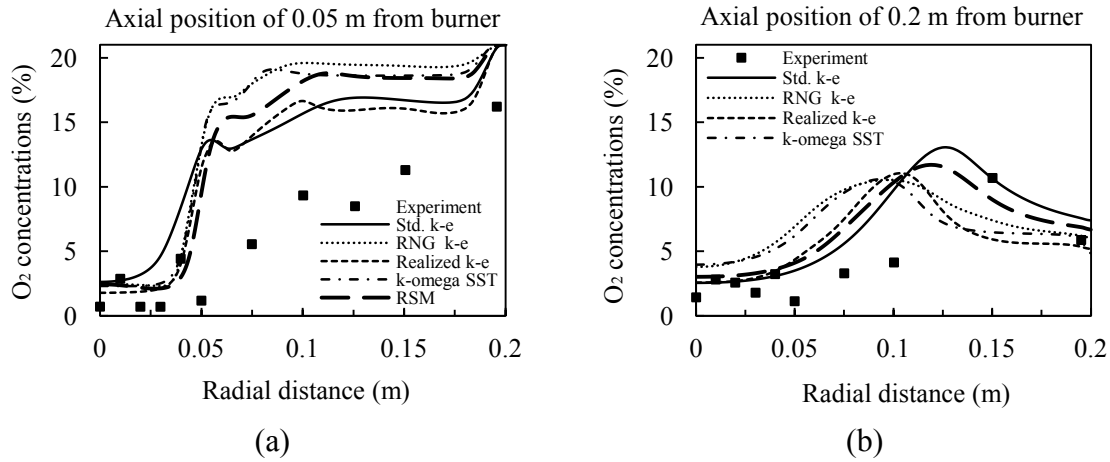 Axial position of 0.05 m from burner
O₂ concentrations (%)
20
15
10
5
0
Experiment
Std. k-e
RNG k-e
Realized k-e
k-omega SST
RSM
0
0.05
0.1
0.15
0.2
Radial distance (m)
(a)
Axial position of 0.2 m from burner
O₂ concentrations (%)
20
15
10
5
0
Experiment
Std. k-e
RNG k-e
Realized k-e
k-omega SST
0
0.05
0.1
0.15
0.2
Radial distance (m)
(b)